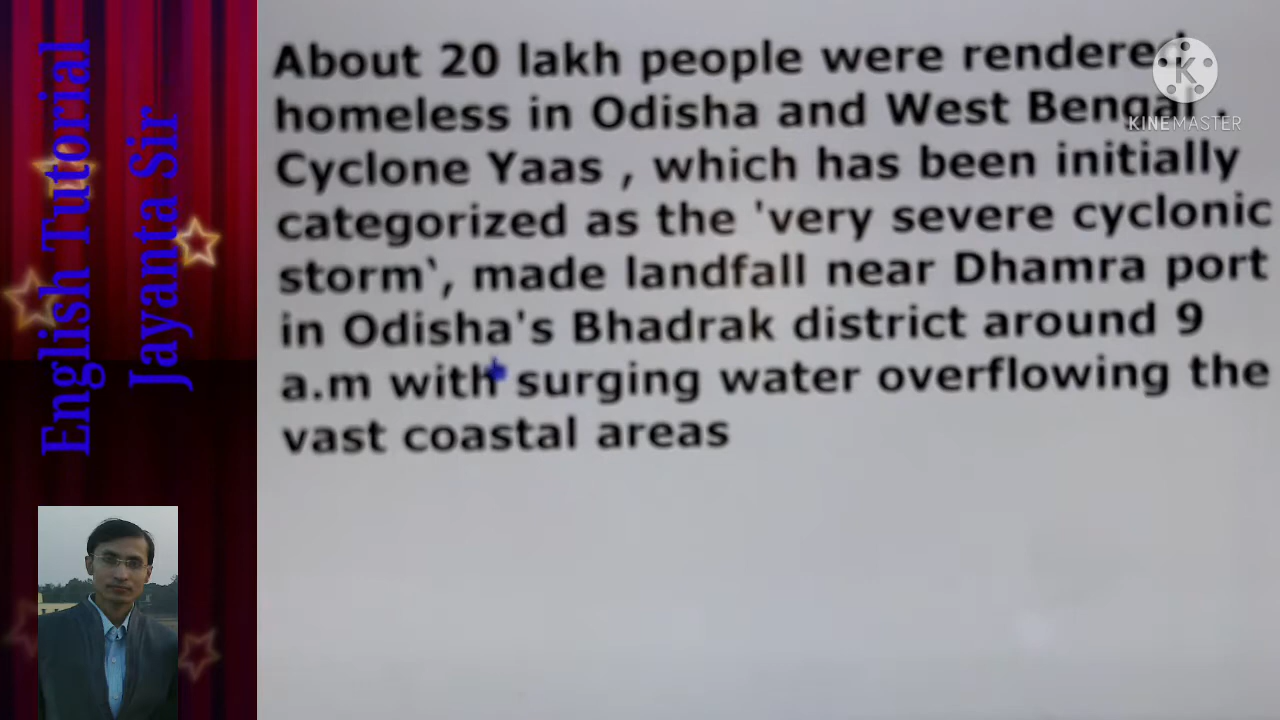 English Tutorial
Jayanta Sir
About 20 lakh people were rendered
homeless in Odisha and West Bengal .
Cyclone Yaas , which has been initially
categorized as the 'very severe cyclonic
storm', made landfall near Dhamra port
in Odisha's Bhadrak district around 9
a.m with surging water overflowing the
vast coastal areas
K
KINEMASTER